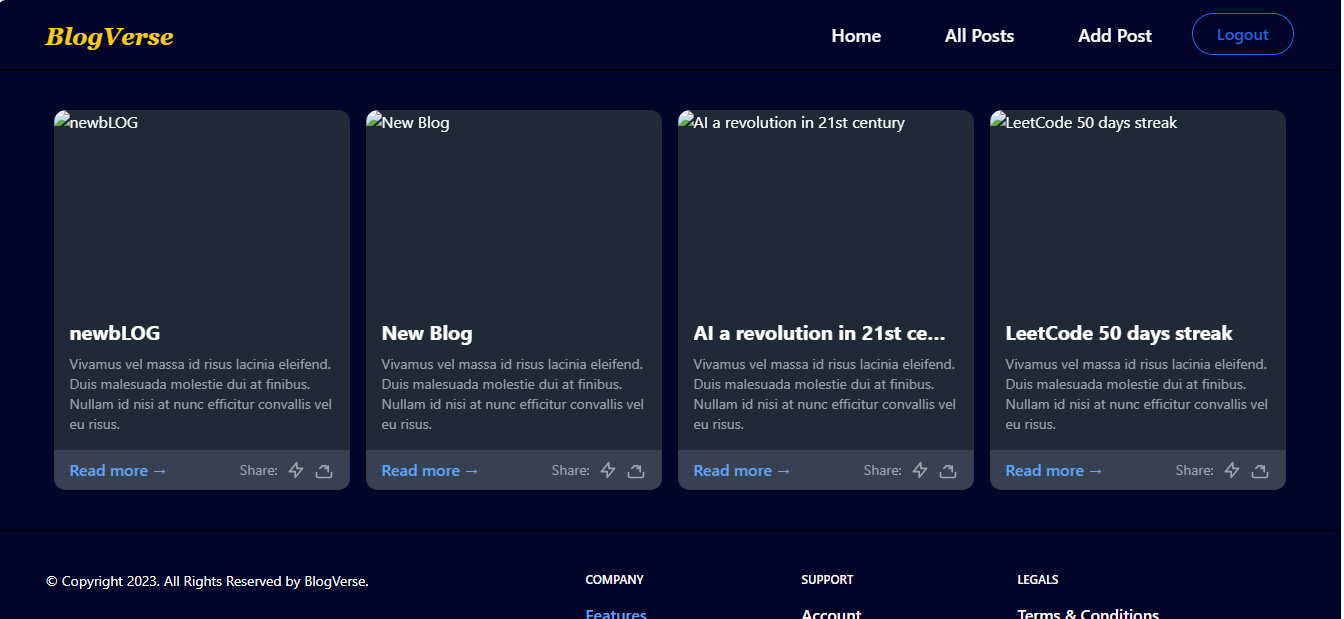 BlogVerse
Home
All Posts
Add Post
Logout
newbLOG
New Blog
AI a revolution in 21st century
LeetCode 50 days streak
newbLOG
Vivamus vel massa id risus lacinia eleifend.
Duis malesuada molestie dui at finibus.
Nullam id nisi at nunc efficitur convallis vel
eu risus.
Read more →
Share:
New Blog
Vivamus vel massa id risus lacinia eleifend.
Duis malesuada molestie dui at finibus.
Nullam id nisi at nunc efficitur convallis vel
eu risus.
Read more →
Share:
AI a revolution in 21st ce...
Vivamus vel massa id risus lacinia eleifend.
Duis malesuada molestie dui at finibus.
Nullam id nisi at nunc efficitur convallis vel
eu risus.
Read more →
Share:
LeetCode 50 days streak
Vivamus vel massa id risus lacinia eleifend.
Duis malesuada molestie dui at finibus.
Nullam id nisi at nunc efficitur convallis vel
eu risus.
Read more →
Share:
© Copyright 2023. All Rights Reserved by BlogVerse.
COMPANY
Features
SUPPORT
Account
LEGALS
Terms & Conditions